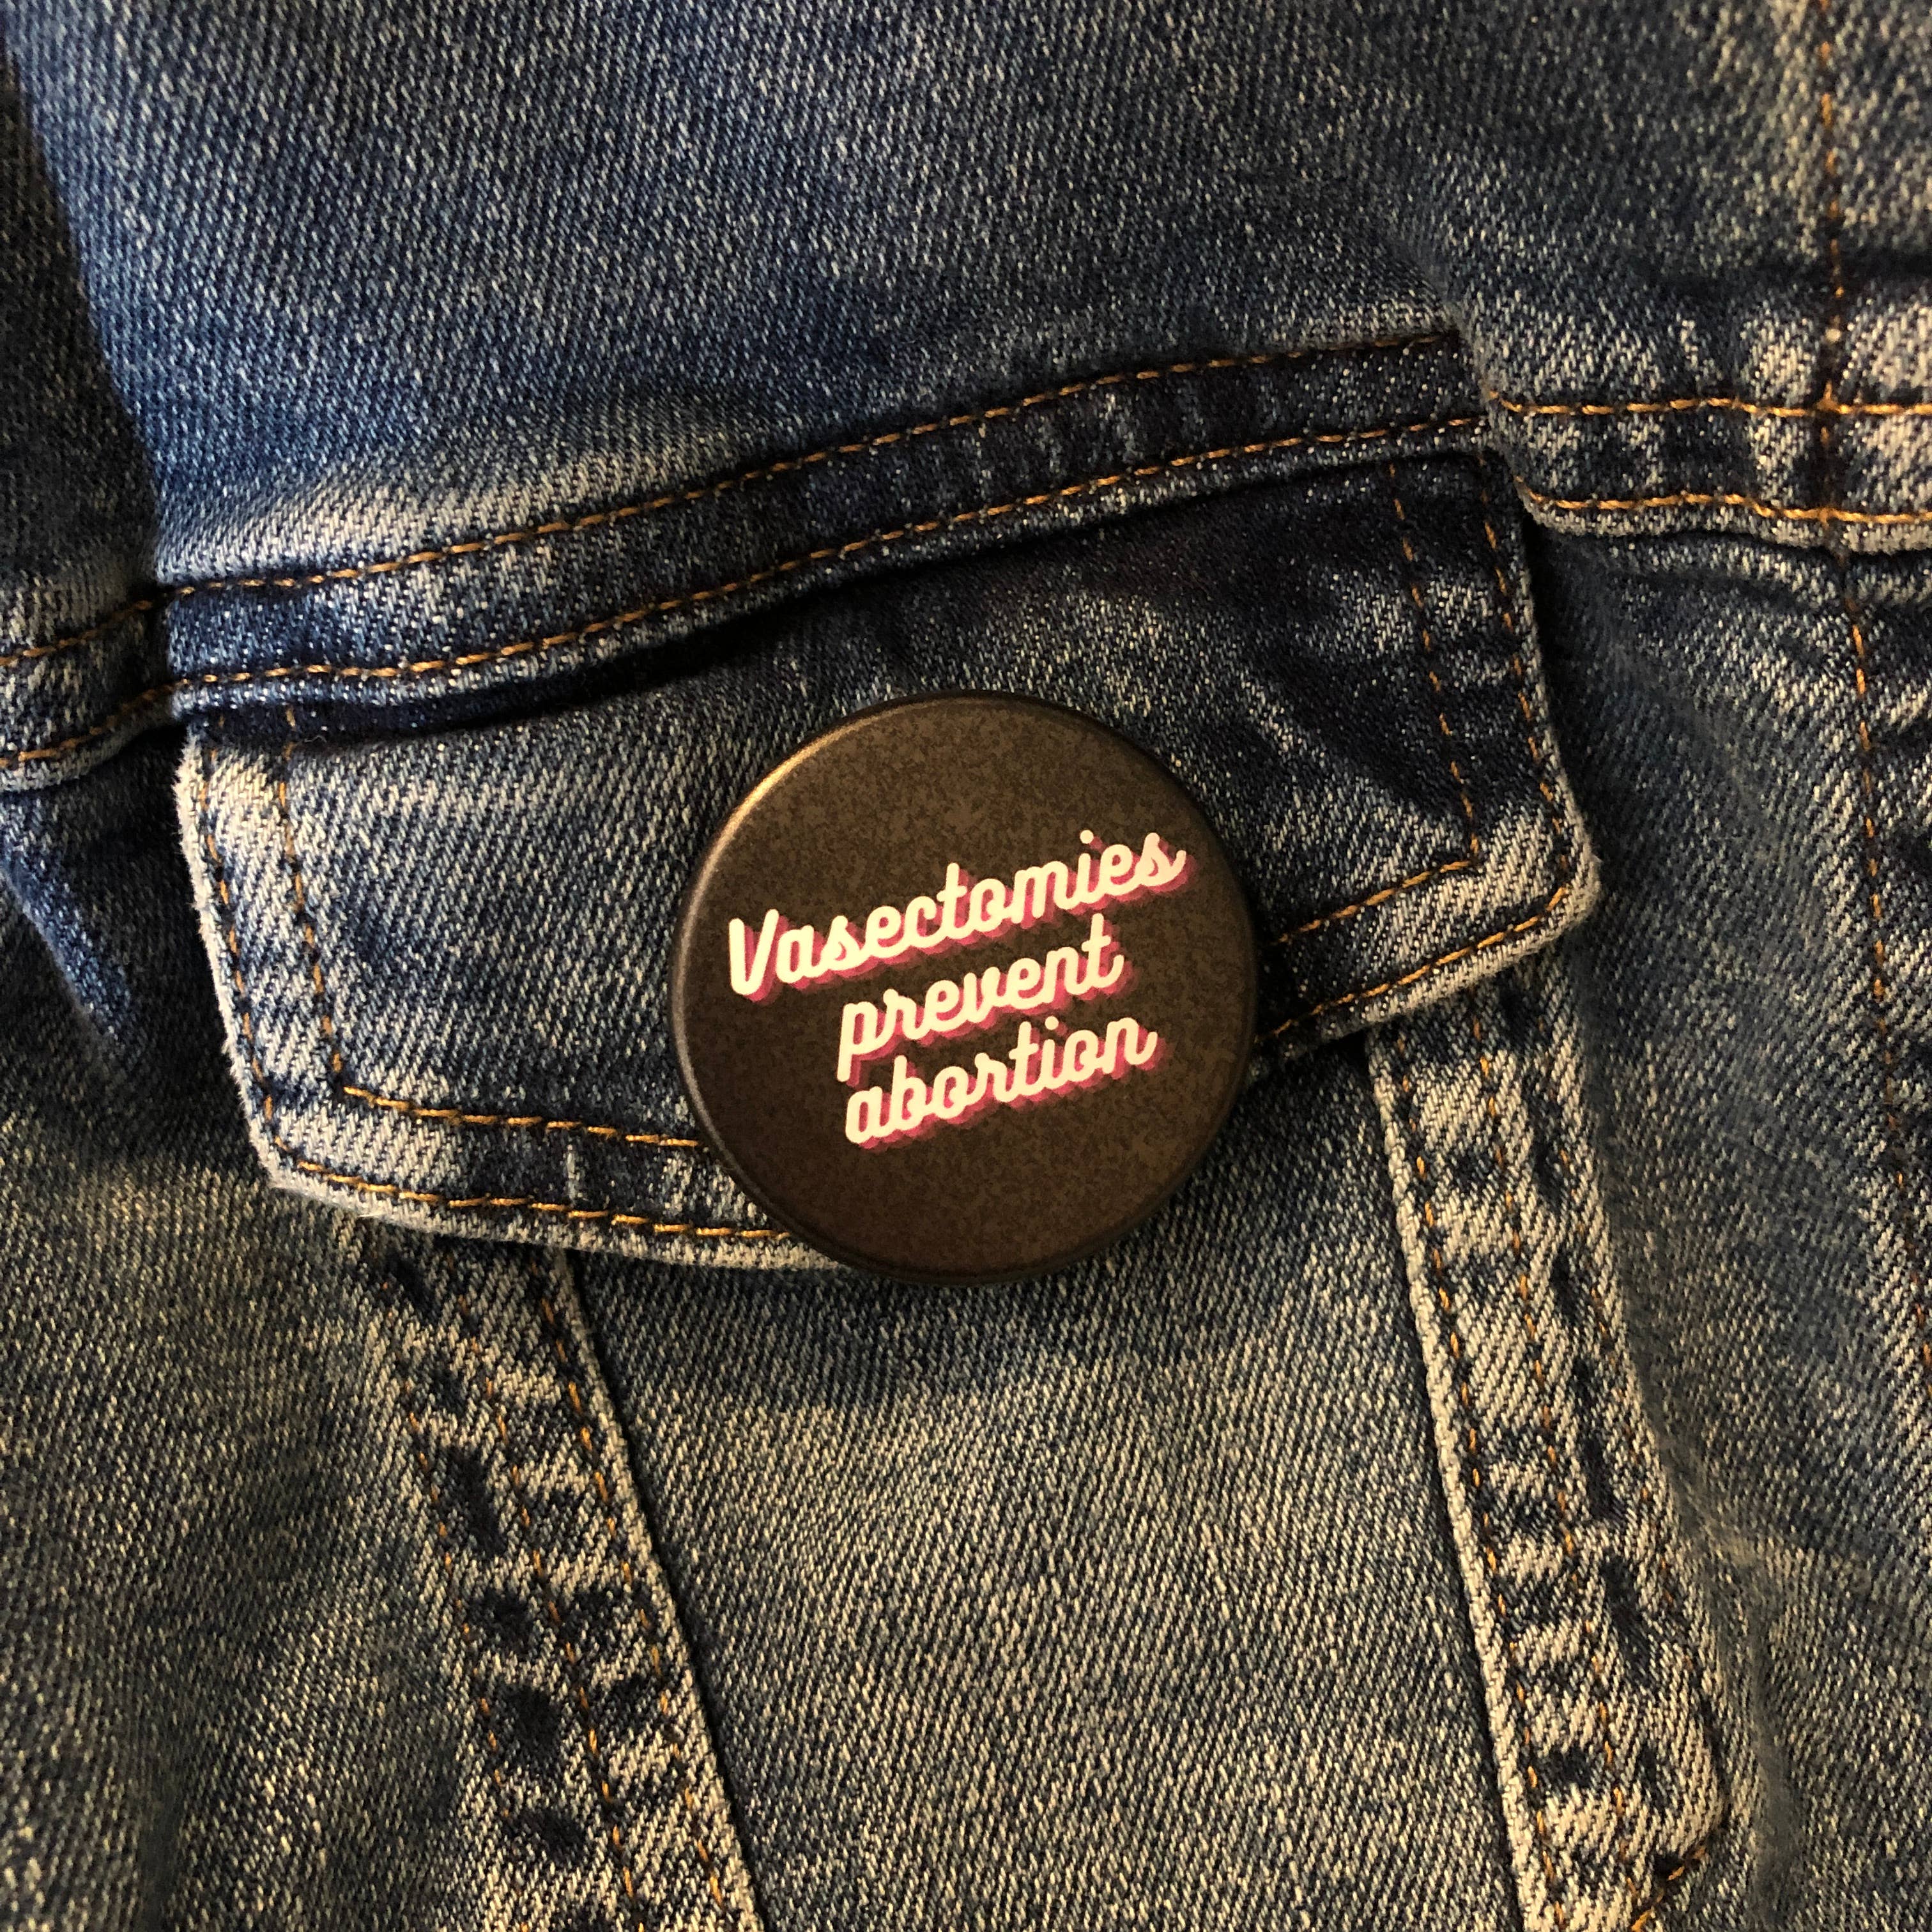 Vasectomies
prevent
abortion